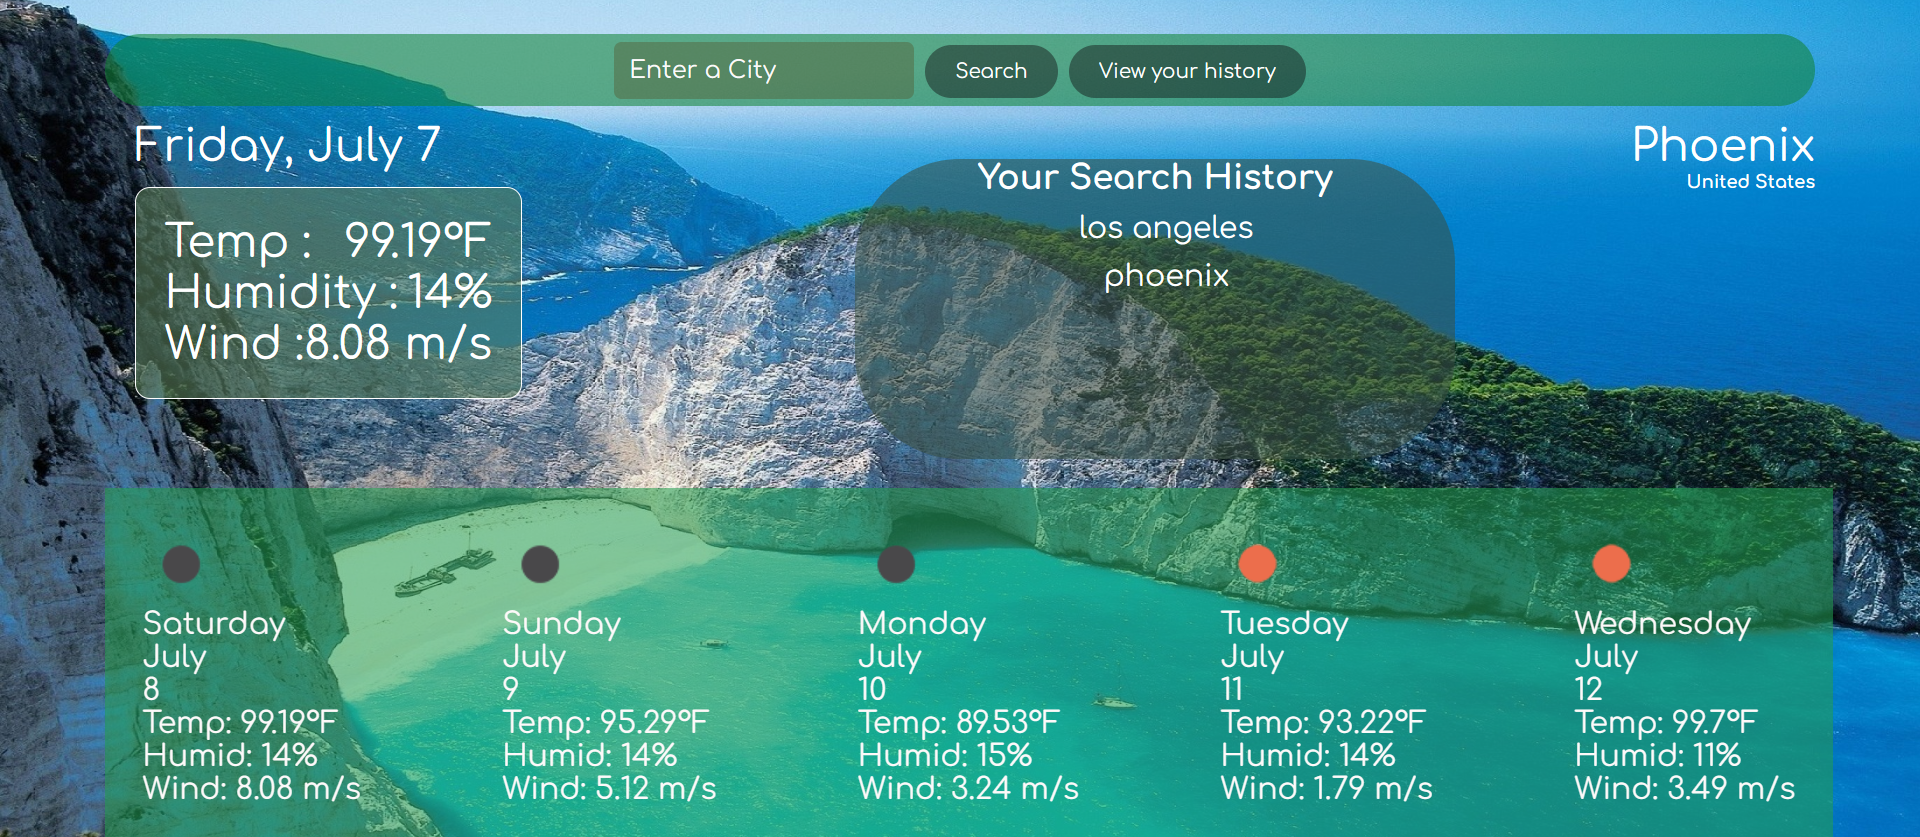 Enter a City
Search
View your history
Friday, July 7
Phoenix
United States
Temp : 99.19°F
Humidity : 14%
Wind :8.08 m/s
Your Search History
los angeles
phoenix
Saturday
July
8
Temp: 99.19°F
Humid: 14%
Wind: 8.08 m/s
Sunday
July
9
Temp: 95.29°F
Humid: 14%
Wind: 5.12 m/s
Monday
July
10
Temp: 89.53°F
Humid: 15%
Wind: 3.24 m/s
Tuesday
July
11
Temp: 93.22°F
Humid: 14%
Wind: 1.79 m/s
Wednesday
July
12
Temp: 99.7°F
Humid: 11%
Wind: 3.49 m/s